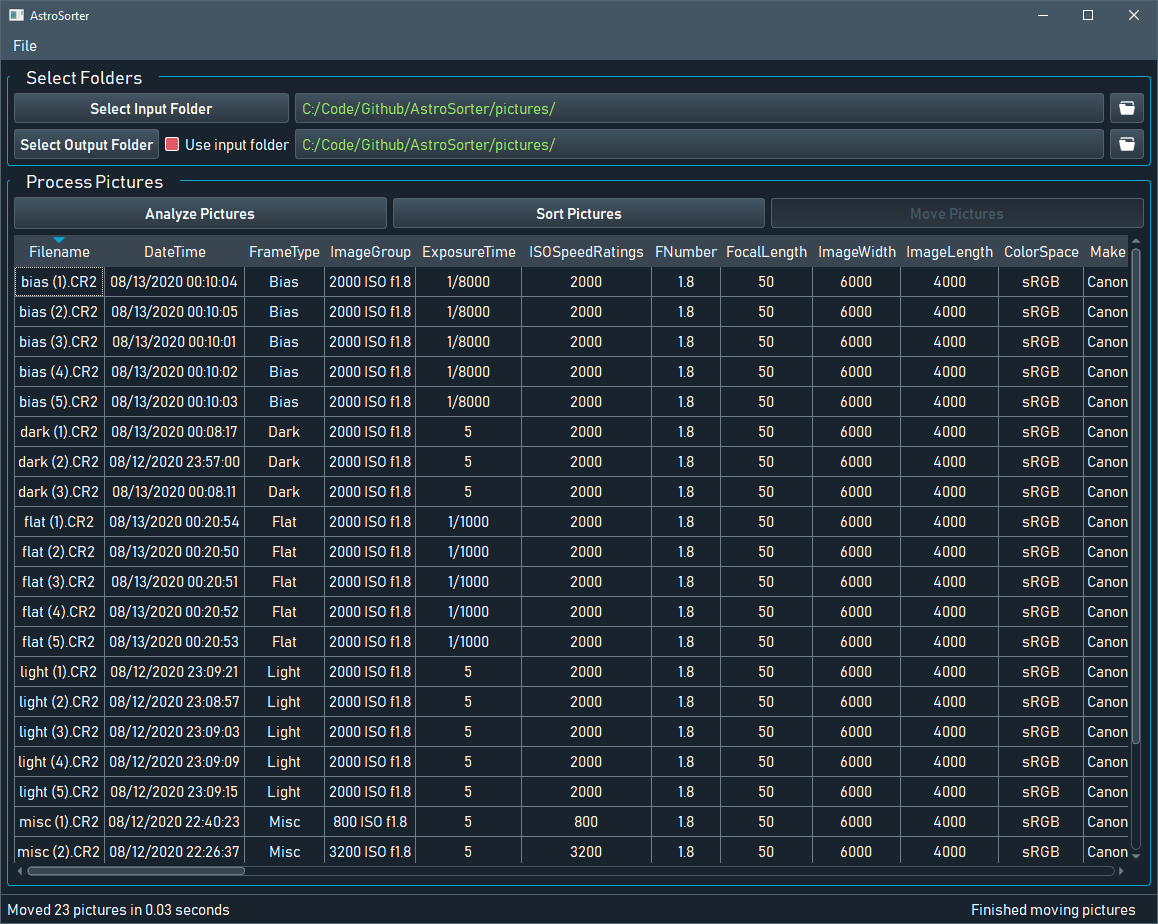 AstroSorter
File
Select Folders
Select Input Folder C:/Code/Github/AstroSorter/pictures/
Select Output Folder Use input folder C:/Code/Github/AstroSorter/pictures/
Process Pictures
Analyze Pictures Sort Pictures Move Pictures
Filename DateTime FrameType ImageGroup ExposureTime ISOSpeedRatings FNumber FocalLength ImageWidth ImageLength ColorSpace Make
bias (1).CR2 08/13/2020 00:10:04 Bias 2000 ISO f1.8 1/8000 2000 1.8 50 6000 4000 sRGB Canon
bias (2).CR2 08/13/2020 00:10:05 Bias 2000 ISO f1.8 1/8000 2000 1.8 50 6000 4000 sRGB Canon
bias (3).CR2 08/13/2020 00:10:01 Bias 2000 ISO f1.8 1/8000 2000 1.8 50 6000 4000 sRGB Canon
bias (4).CR2 08/13/2020 00:10:02 Bias 2000 ISO f1.8 1/8000 2000 1.8 50 6000 4000 sRGB Canon
bias (5).CR2 08/13/2020 00:10:03 Bias 2000 ISO f1.8 1/8000 2000 1.8 50 6000 4000 sRGB Canon
dark (1).CR2 08/13/2020 00:08:17 Dark 2000 ISO f1.8 5 2000 1.8 50 6000 4000 sRGB Canon
dark (2).CR2 08/12/2020 23:57:00 Dark 2000 ISO f1.8 5 2000 1.8 50 6000 4000 sRGB Canon
dark (3).CR2 08/13/2020 00:08:11 Dark 2000 ISO f1.8 5 2000 1.8 50 6000 4000 sRGB Canon
flat (1).CR2 08/13/2020 00:20:54 Flat 2000 ISO f1.8 1/1000 2000 1.8 50 6000 4000 sRGB Canon
flat (2).CR2 08/13/2020 00:20:50 Flat 2000 ISO f1.8 1/1000 2000 1.8 50 6000 4000 sRGB Canon
flat (3).CR2 08/13/2020 00:20:51 Flat 2000 ISO f1.8 1/1000 2000 1.8 50 6000 4000 sRGB Canon
flat (4).CR2 08/13/2020 00:20:52 Flat 2000 ISO f1.8 1/1000 2000 1.8 50 6000 4000 sRGB Canon
flat (5).CR2 08/13/2020 00:20:53 Flat 2000 ISO f1.8 1/1000 2000 1.8 50 6000 4000 sRGB Canon
light (1).CR2 08/12/2020 23:09:21 Light 2000 ISO f1.8 5 2000 1.8 50 6000 4000 sRGB Canon
light (2).CR2 08/12/2020 23:08:57 Light 2000 ISO f1.8 5 2000 1.8 50 6000 4000 sRGB Canon
light (3).CR2 08/12/2020 23:09:03 Light 2000 ISO f1.8 5 2000 1.8 50 6000 4000 sRGB Canon
light (4).CR2 08/12/2020 23:09:09 Light 2000 ISO f1.8 5 2000 1.8 50 6000 4000 sRGB Canon
light (5).CR2 08/12/2020 23:09:15 Light 2000 ISO f1.8 5 2000 1.8 50 6000 4000 sRGB Canon
misc (1).CR2 08/12/2020 22:40:23 Misc 800 ISO f1.8 5 800 1.8 50 6000 4000 sRGB Canon
misc (2).CR2 08/12/2020 22:26:37 Misc 3200 ISO f1.8 5 3200 1.8 50 6000 4000 sRGB Canon
Moved 23 pictures in 0.03 seconds Finished moving pictures